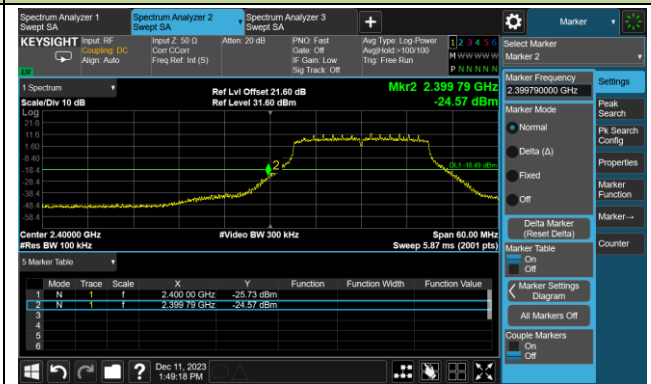 Spectrum Analyzer 1
Swept SA
Spectrum Analyzer 2
Swept SA
Spectrum Analyzer 3
Swept SA
Marker
KEYSIGHT
Input: RF
Coupling: DC
Align: Auto
Input Z: 50 Ω
Corr CCorr
Freq Ref: Int (S)
Atten: 20 dB
PNO: Fast
Gate: Off
IF Gain: Low
Sig Track: Off
Avg Type: Log-Power
Avg|Hold:>100/100
Trig: Free Run
1 2 3 4 5 6
M W W W W W
P N N N N N
LXI
Select Marker
Marker 2
1 Spectrum
Scale/Div 10 dB
Log
Ref Lvl Offset 21.60 dB
Ref Level 31.60 dBm
Mkr2 2.399 79 GHz
-24.57 dBm
21.6
11.6
1.60
-8.40
-18.4
-28.4
-38.4
-48.4
-58.4
2
DL1 -18.49 dBm
Center 2.40000 GHz
#Res BW 100 kHz
#Video BW 300 kHz
Span 60.00 MHz
Sweep 5.87 ms (2001 pts)
5 Marker Table
Mode Trace Scale X Y Function Function Width Function Value
1 N 1 f 2.400 00 GHz -25.73 dBm
2 N 1 f 2.399 79 GHz -24.57 dBm
3
4
5
6
Marker Frequency
2.399790000 GHz
Marker Mode
Normal
Delta (Δ)
Fixed
Off
Delta Marker
(Reset Delta)
Marker Table
On
Off
Marker Settings
Diagram
All Markers Off
Couple Markers
On
Off
Settings
Peak
Search
Pk Search
Config
Properties
Marker
Function
Marker→
Counter
?
Dec 11, 2023
1:49:18 PM